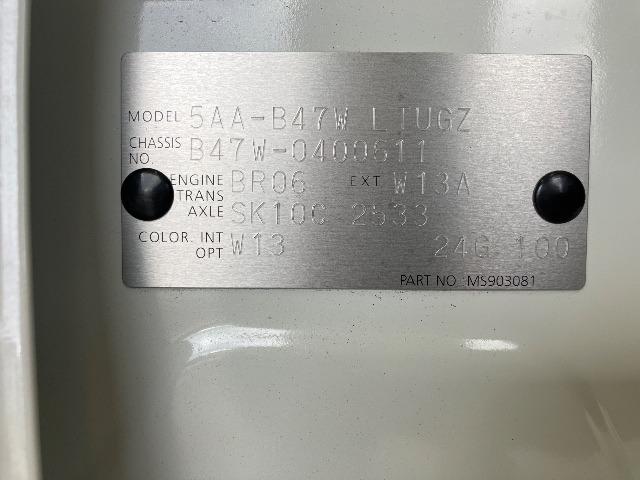 MODEL 5AA-B47W LTUGZ
CHASSIS NO. B47W-0400611
ENGINE BR06 EXT W13A
TRANS AXLE SK10C 2533
COLOR. INT OPT W13 24G 100
PART NO MS903081